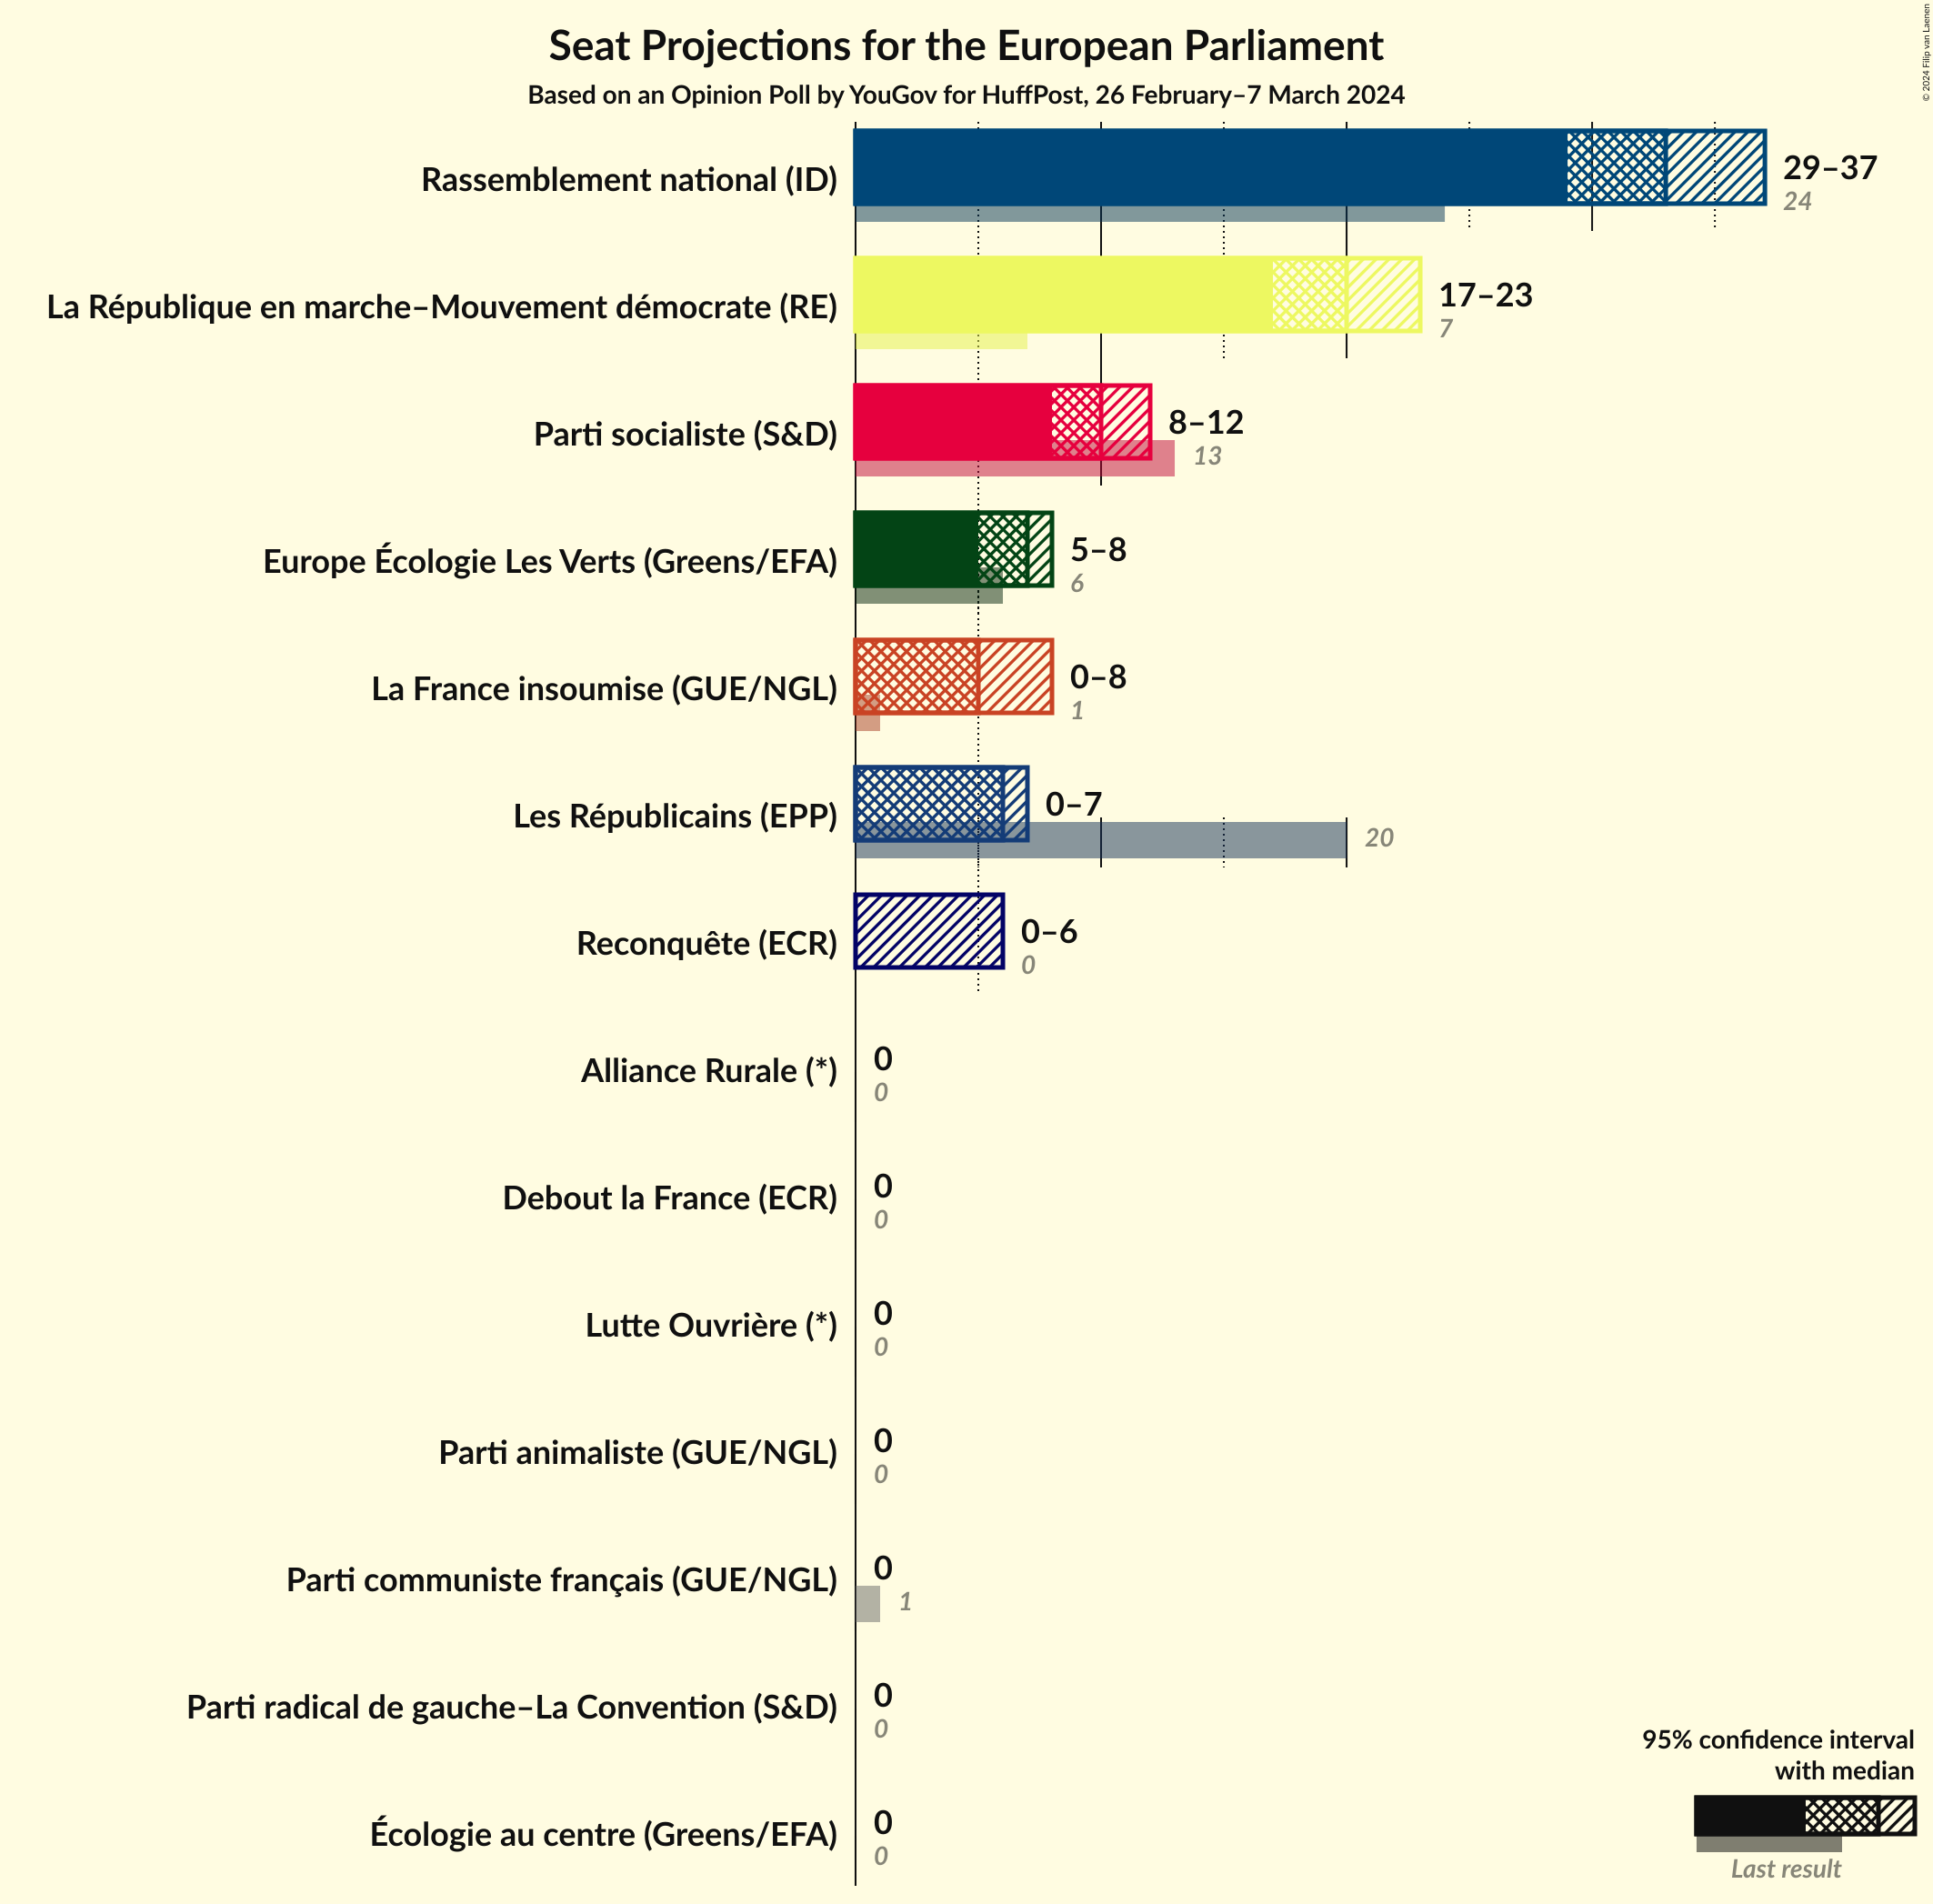 Seat Projections for the European Parliament
Based on an Opinion Poll by YouGov for HuffPost, 26 February–7 March 2024
© 2024 Filip van Laenen
Rassemblement national (ID)
29–37
24
La République en marche–Mouvement démocrate (RE)
17–23
7
Parti socialiste (S&D)
8–12
13
Europe Écologie Les Verts (Greens/EFA)
5–8
6
La France insoumise (GUE/NGL)
0–8
1
Les Républicains (EPP)
0–7
20
Reconquête (ECR)
0–6
0
Alliance Rurale (*)
0
0
Debout la France (ECR)
0
0
Lutte Ouvrière (*)
0
0
Parti animaliste (GUE/NGL)
0
0
Parti communiste français (GUE/NGL)
0
1
Parti radical de gauche–La Convention (S&D)
0
0
Écologie au centre (Greens/EFA)
0
0
95% confidence interval
with median
Last result